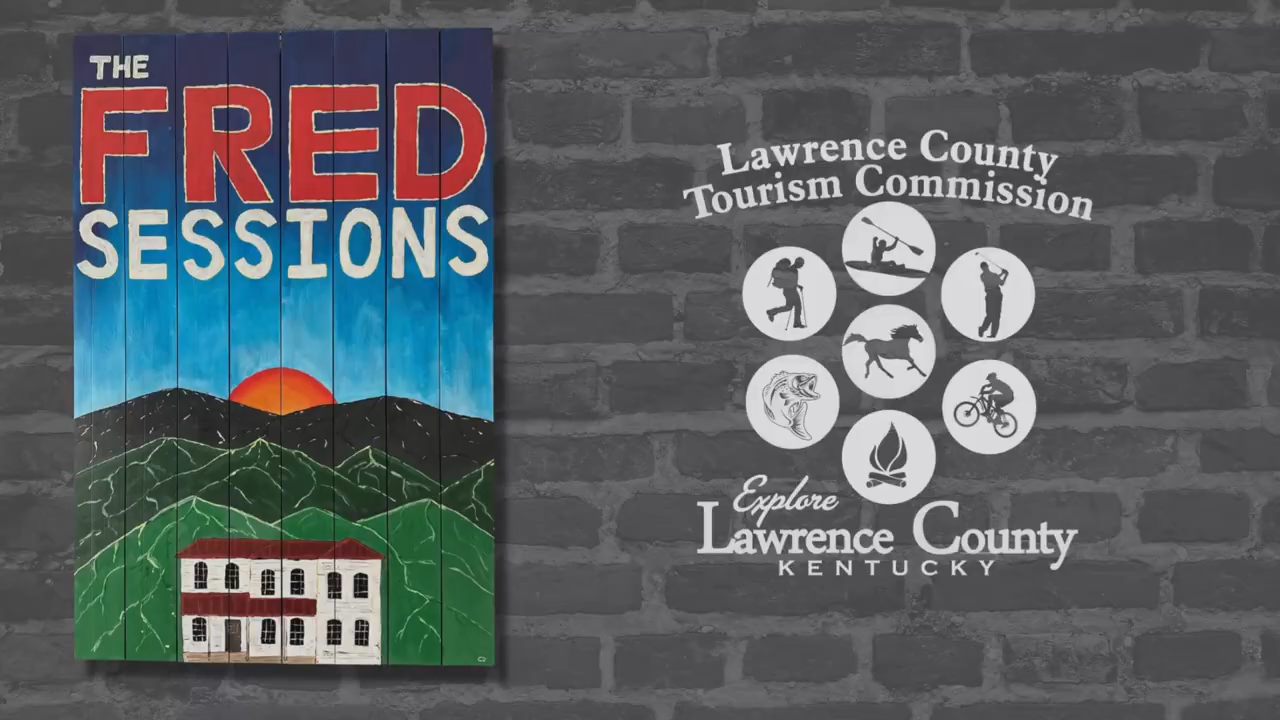 THE
FRED
SESSIONS
Lawrence County
Tourism Commission
Explore
Lawrence County
KENTUCKY